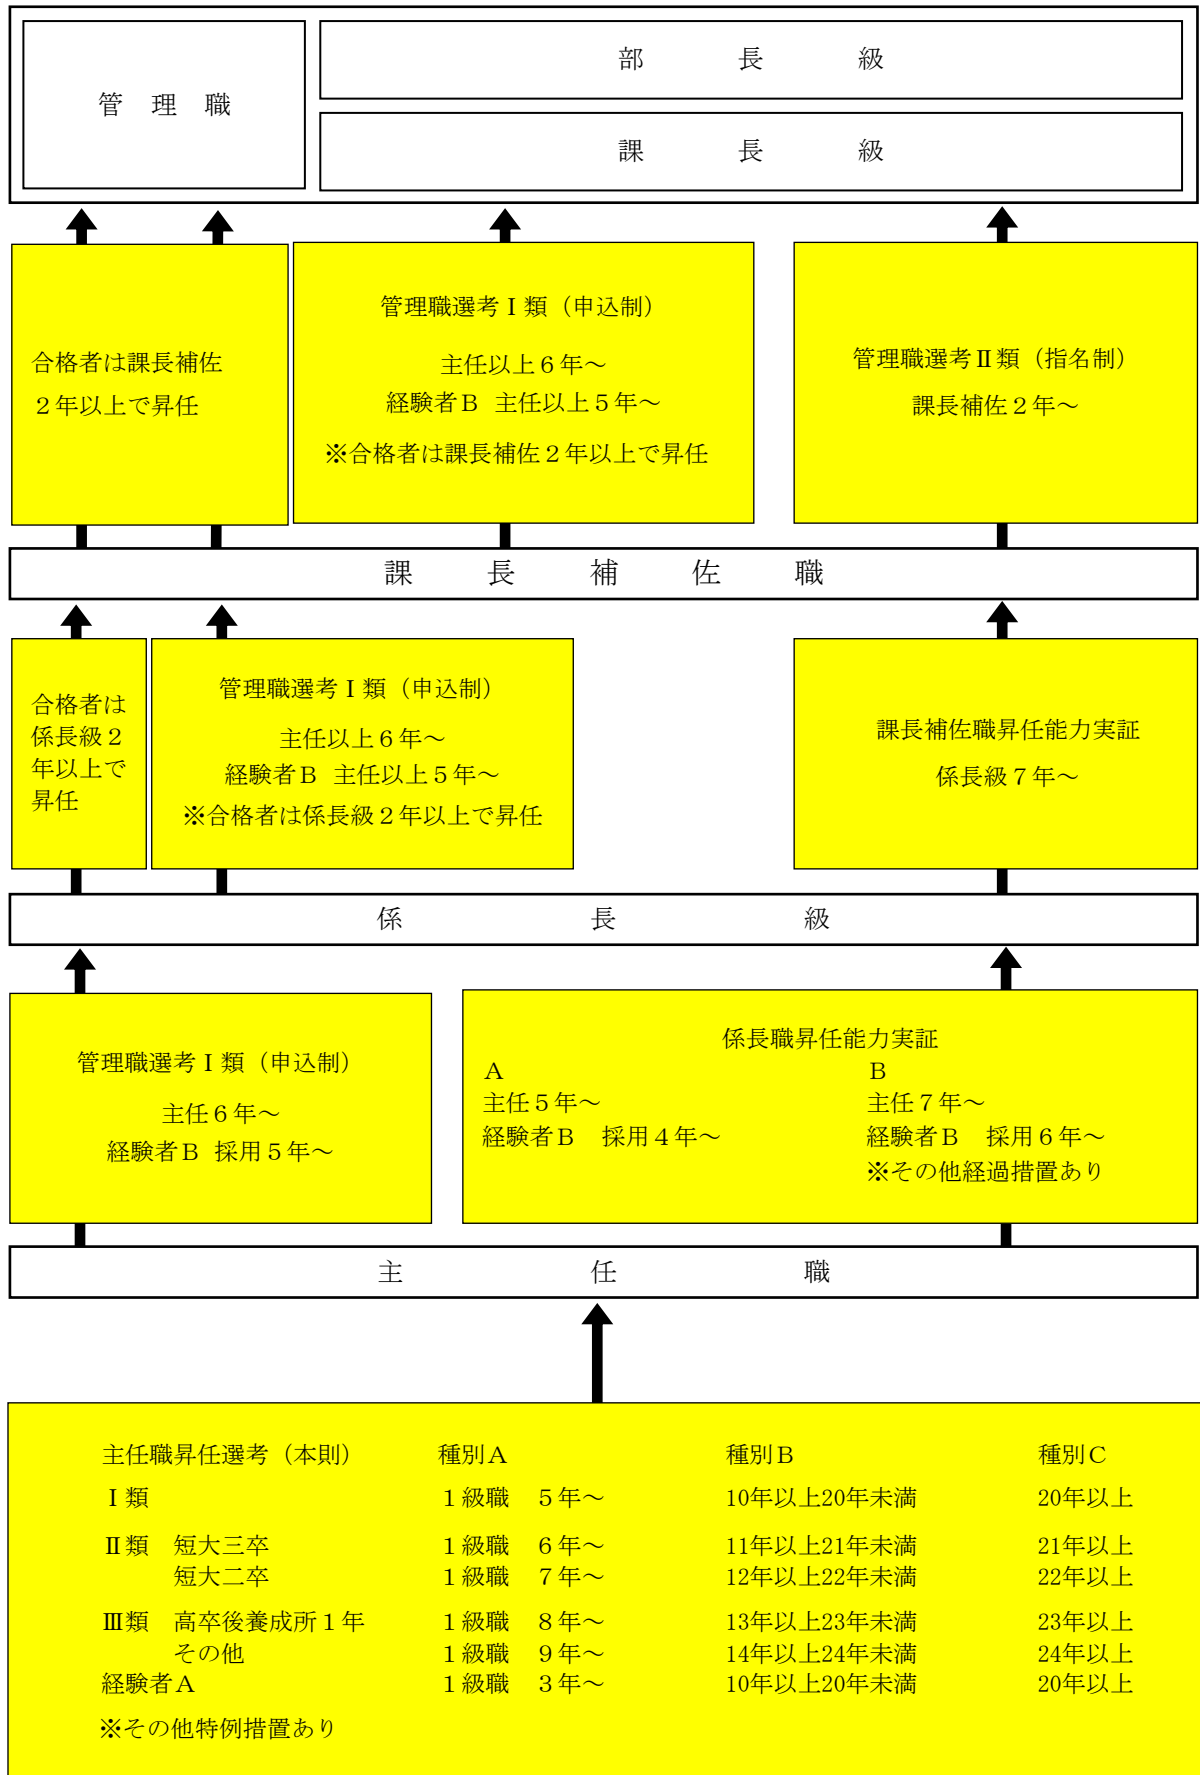 管　理　職
部　　　　長　　　　級
課　　　　長　　　　級
合格者は課長補佐
２年以上で昇任
管理職選考Ⅰ類（申込制）
主任以上６年～
経験者Ｂ 主任以上５年～
※合格者は課長補佐２年以上で昇任
管理職選考Ⅱ類（指名制）
課長補佐２年～
課　　長　　補　　佐　　職
合格者は
係長級２
年以上で
昇任
管理職選考Ⅰ類（申込制）
主任以上６年～
経験者Ｂ 主任以上５年～
※合格者は係長級２年以上で昇任
課長補佐職昇任能力実証
係長級７年～
係　　　　長　　　　級
管理職選考Ⅰ類（申込制）
主任６年～
経験者Ｂ 採用５年～
係長職昇任能力実証
Ａ
主任５年～
経験者Ｂ　採用４年～
Ｂ
主任７年～
経験者Ｂ　採用６年～
※その他経過措置あり
主　　　　任　　　　職
主任職昇任選考（本則）　種別Ａ　種別Ｂ　種別Ｃ
Ⅰ類　１級職　５年～　10年以上20年未満　20年以上
Ⅱ類　短大三卒　１級職　６年～　11年以上21年未満　21年以上
短大二卒　１級職　７年～　12年以上22年未満　22年以上
Ⅲ類　高卒後養成所１年　１級職　８年～　13年以上23年未満　23年以上
その他　１級職　９年～　14年以上24年未満　24年以上
経験者Ａ　１級職　３年～　10年以上20年未満　20年以上
※その他特例措置あり